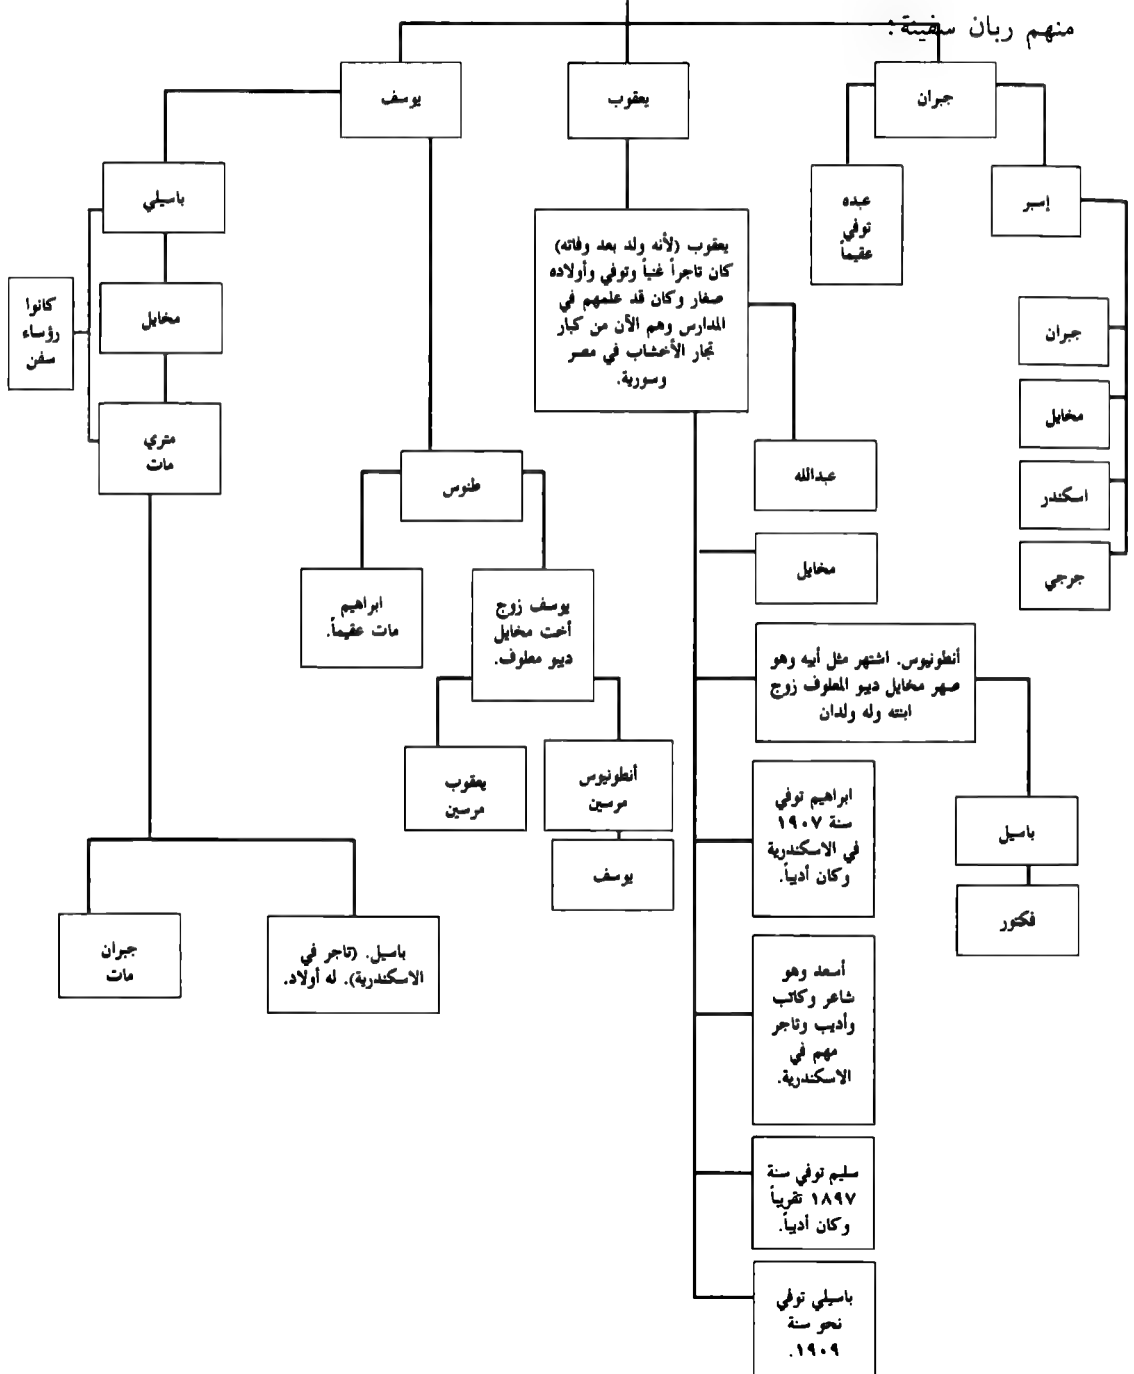 منهم ربان سفينة:
جبران
يعقوب
يوسف
عبده
توفي
عقيماً
إسبر
جبران
مخايل
اسكندر
جرجي
يعقوب (لأنه ولد بعد وفاته)
كان تاجراً غنياً وتوفي وأولاده
صغار وكان قد علمهم في
المدارس وهم الآن من كبار
تجار الأخشاب في مصر
وسورية.
عبدالله
مخايل
أنطونيوس. اشتهر مثل أبيه وهو
صهر مخايل ديبو المعلوف زوج
ابنته وله ولدان
باسيل
فكتور
ابراهيم توفي
سنة ١٩٠٧
في الاسكندرية
وكان أديباً.
أسعد وهو
شاعر وكاتب
وأديب وتاجر
مهم في
الاسكندرية.
سليم توفي سنة
١٨٩٧ تقريباً
وكان أديباً.
باسيلي توفي
نحو سنة
١٩٠٩.
طنوس
يوسف زوج
أخت مخايل
ديبو معلوف.
ابراهيم
مات عقيماً.
أنطونيوس
مرسين
يعقوب
مرسين
يوسف
باسيلي
مخايل
متري
مات
كانوا
رؤساء
سفن
باسيل. (تاجر في
الاسكندرية). له أولاد.
جبران
مات